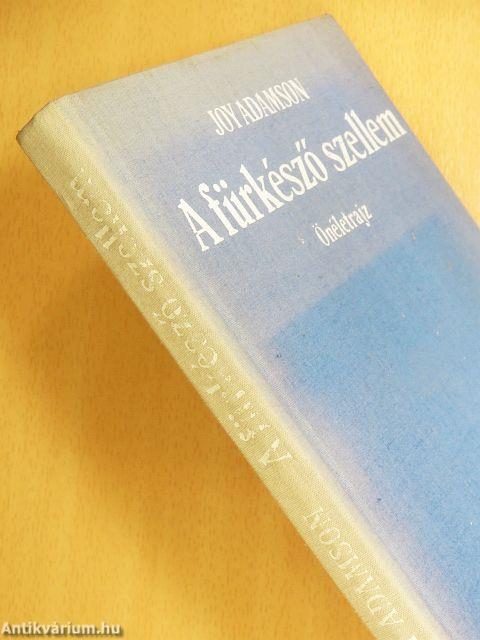 JOY ADAMSON
A fürkésző szellem
Önéletrajz
A fürkésző szellem
ADAMSON
Antikvárium.hu